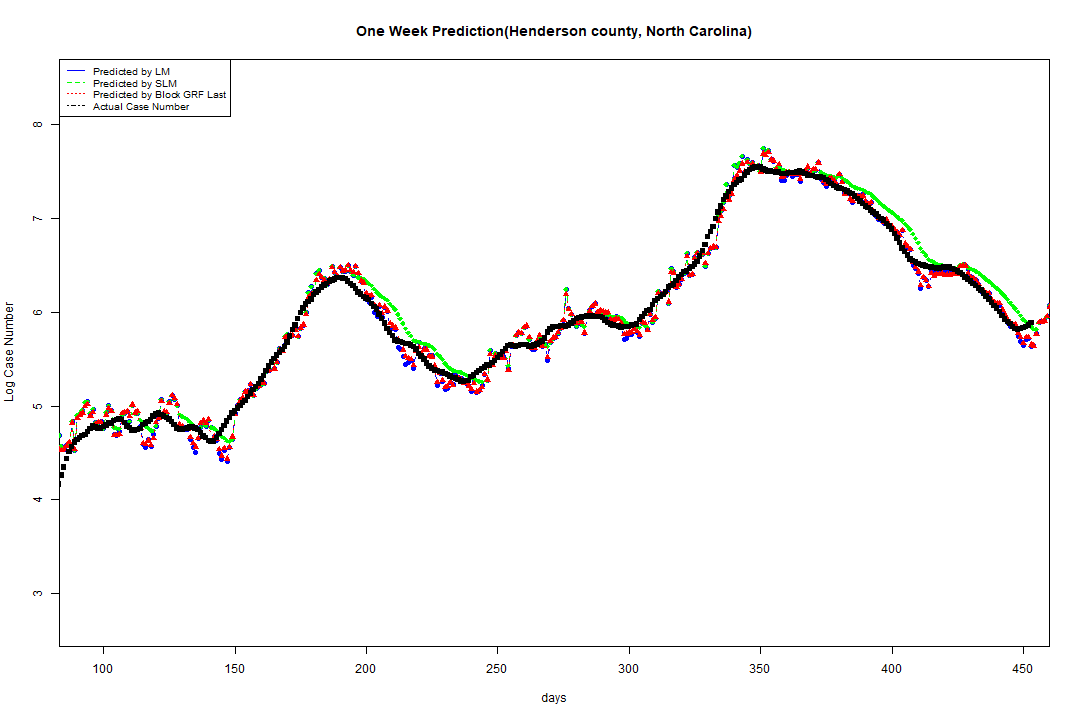 One Week Prediction(Henderson county, North Carolina)
Predicted by LM
Predicted by SLM
Predicted by Block GRF Last
Actual Case Number
8
7
6
5
4
3
Log Case Number
100 150 200 250 300 350 400 450
days